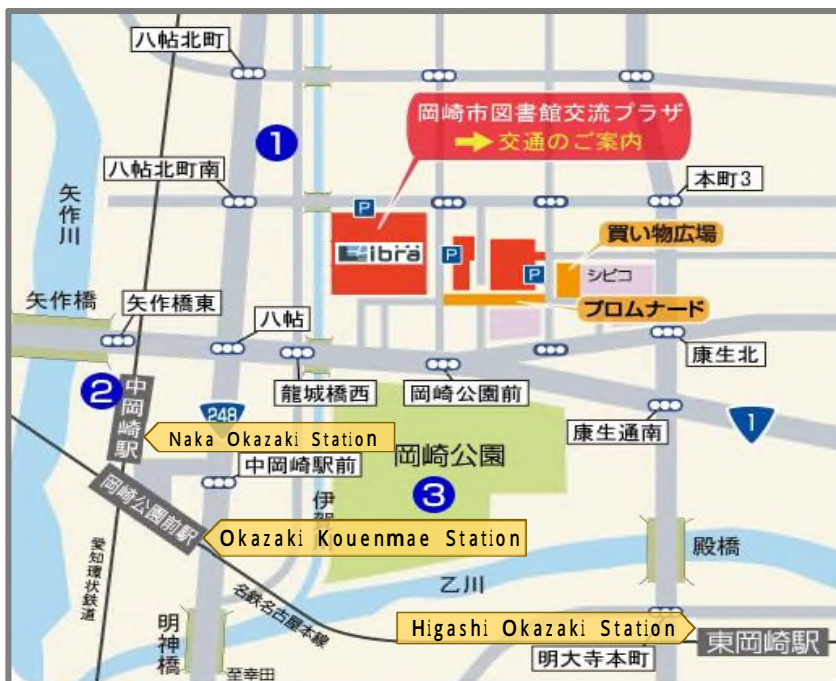 八帖北町
岡崎市図書館交流プラザ
➡ 交通のご案内
1
八帖北町南
P
本町3
矢作川
買い物広場
Libra
P
P
シビコ
矢作橋
矢作橋東
八帖
プロムナード
龍城橋西
岡崎公園前
康生北
2
中岡崎駅
248
康生通南
1
Naka Okazaki Station
岡崎公園
中岡崎駅前
3
岡崎公園前駅
伊賀
Okazaki Kouenmae Station
殿橋
愛知環状鉄道
乙川
名鉄名古屋本線
明神橋
Higashi Okazaki Station
東岡崎駅
明大寺本町
至幸田